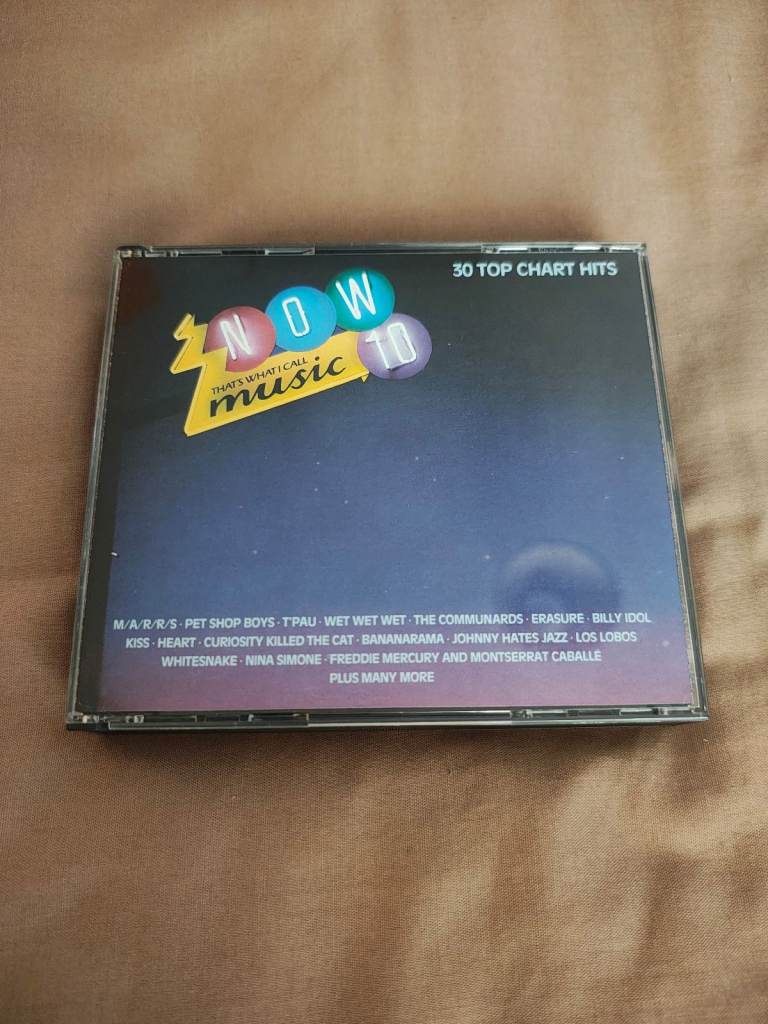 30 TOP CHART HITS
NOW
10
THAT'S WHAT I CALL
music
M/A/R/R/S · PET SHOP BOYS · T'PAU · WET WET WET · THE COMMUNARDS · ERASURE · BILLY IDOL
KISS · HEART · CURIOSITY KILLED THE CAT · BANANARAMA · JOHNNY HATES JAZZ · LOS LOBOS
WHITESNAKE · NINA SIMONE · FREDDIE MERCURY AND MONTSERRAT CABALLÉ
PLUS MANY MORE